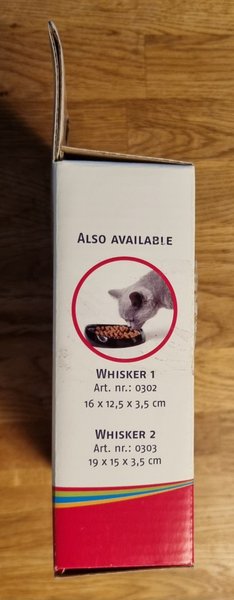 ALSO AVAILABLE
WHISKER 1
Art. nr.: 0302
16 x 12,5 x 3,5 cm
WHISKER 2
Art. nr.: 0303
19 x 15 x 3,5 cm